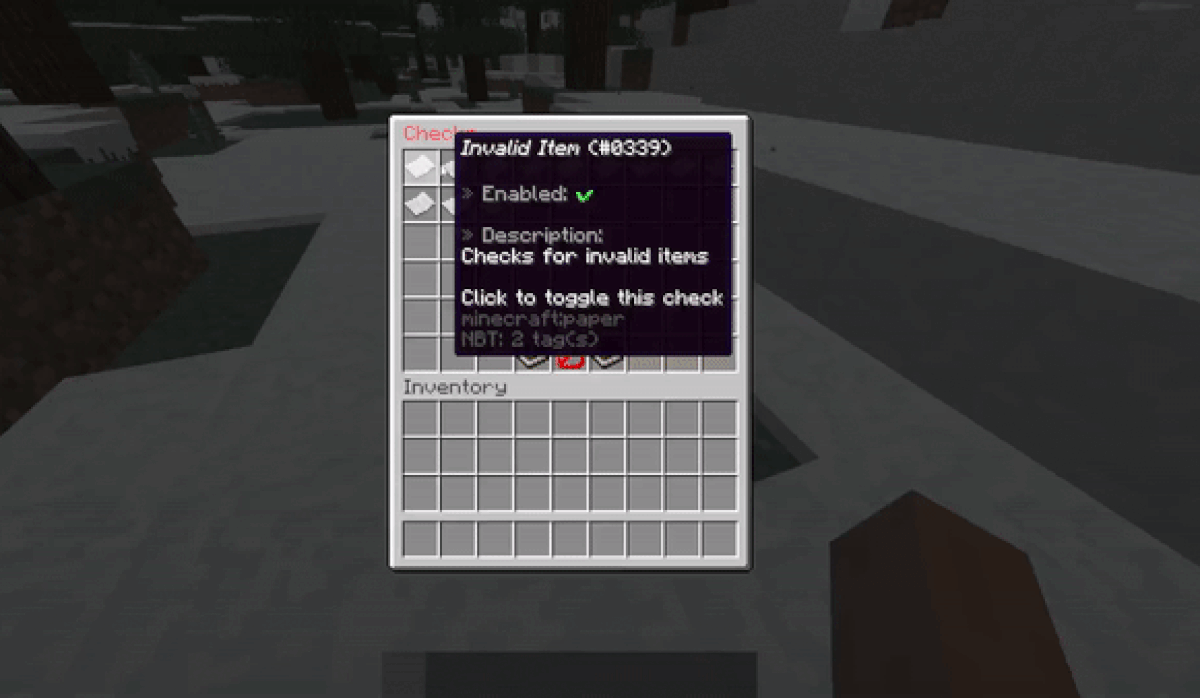 Checks
Invalid Item (#0339)
» Enabled: ✔
» Description:
Checks for invalid items
Click to toggle this check
minecraft:paper
NBT: 2 tag(s)
Inventory